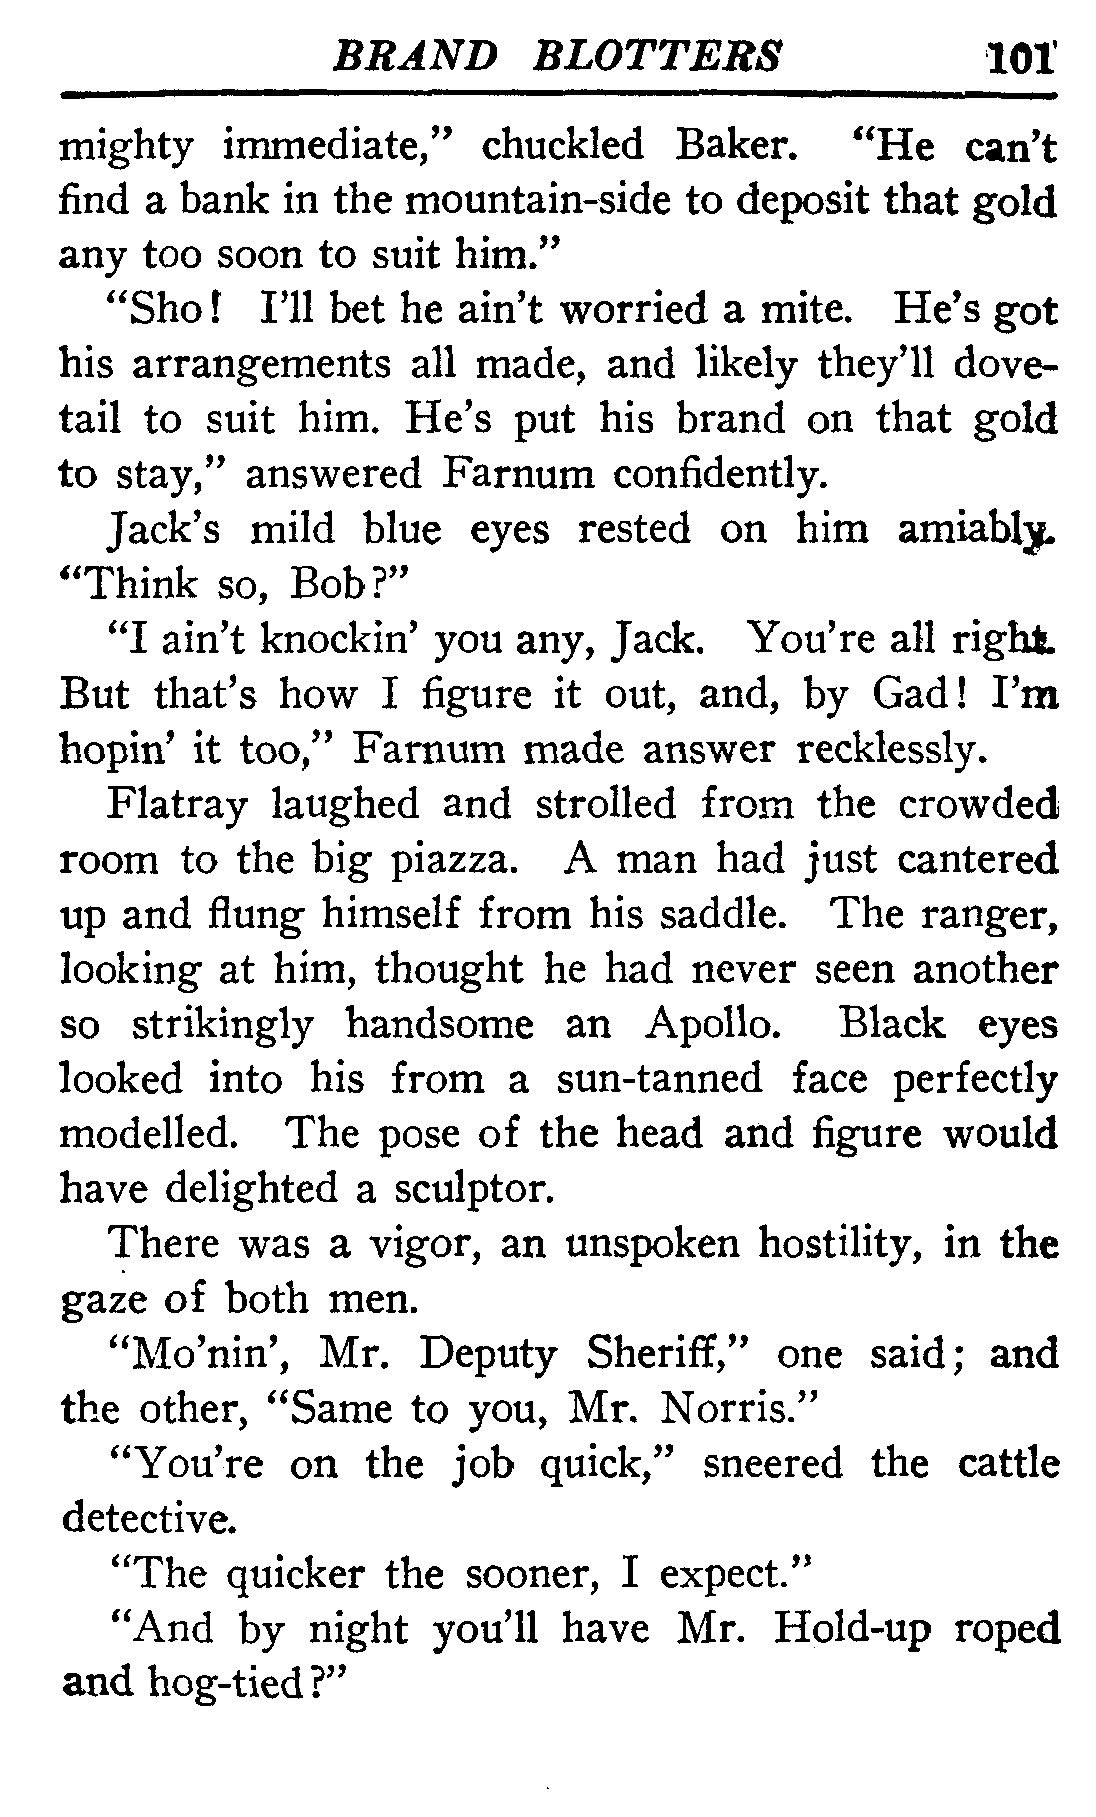 BRAND BLOTTERS 101
mighty immediate," chuckled Baker. "He can't
find a bank in the mountain-side to deposit that gold
any too soon to suit him."
"Sho! I'll bet he ain't worried a mite. He's got
his arrangements all made, and likely they'll dove-
tail to suit him. He's put his brand on that gold
to stay," answered Farnum confidently.
Jack's mild blue eyes rested on him amiably.
"Think so, Bob?"
"I ain't knockin' you any, Jack. You're all right.
But that's how I figure it out, and, by Gad! I'm
hopin' it too," Farnum made answer recklessly.
Flatray laughed and strolled from the crowded
room to the big piazza. A man had just cantered
up and flung himself from his saddle. The ranger,
looking at him, thought he had never seen another
so strikingly handsome an Apollo. Black eyes
looked into his from a sun-tanned face perfectly
modelled. The pose of the head and figure would
have delighted a sculptor.
There was a vigor, an unspoken hostility, in the
gaze of both men.
"Mo'nin', Mr. Deputy Sheriff," one said; and
the other, "Same to you, Mr. Norris."
"You're on the job quick," sneered the cattle
detective.
"The quicker the sooner, I expect."
"And by night you'll have Mr. Hold-up roped
and hog-tied?"